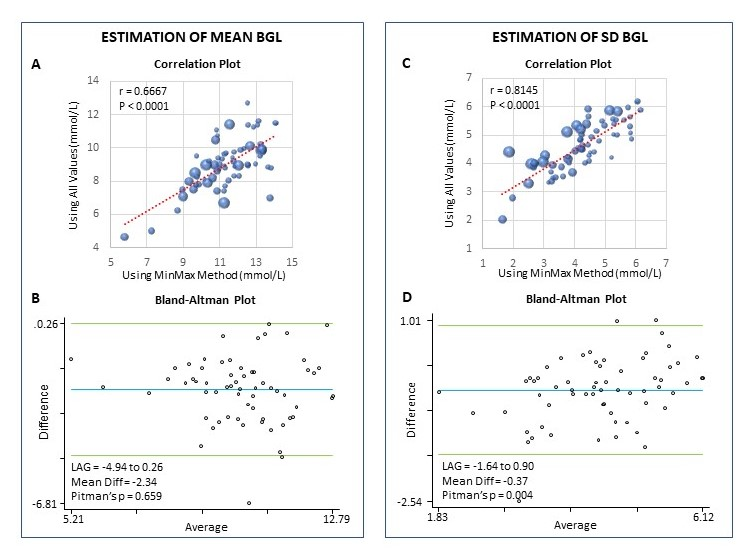 ESTIMATION OF MEAN BGL
A
Correlation Plot
r = 0.6667
P < 0.0001
Using All Values(mmol/L)
14
12
10
8
6
4
5 7 9 11 13 15
Using MinMax Method (mmol/L)
B
Bland-Altman Plot
.0.26
Difference
LAG = -4.94 to 0.26
Mean Diff= -2.34
Pitman's p = 0.659
-6.81
5.21 12.79
Average
ESTIMATION OF SD BGL
C
Correlation Plot
r = 0.8145
P < 0.0001
Using All Values(mmol/L)
7
6
5
4
3
2
1
1 2 3 4 5 6 7
Using MinMax Method (mmol/L)
D
Bland-Altman Plot
1.01
Difference
LAG = -1.64 to 0.90
Mean Diff= -0.37
Pitman's p = 0.004
-2.54
1.83 6.12
Average